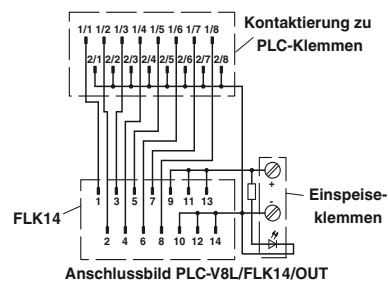 Kontaktierung zu
PLC-Klemmen
1/1 1/2 1/3 1/4 1/5 1/6 1/7 1/8
2/1 2/2 2/3 2/4 2/5 2/6 2/7 2/8
FLK14
1 3 5 7 9 11 13
2 4 6 8 10 12 14
+
-
Einspeise-
klemmen
Anschlussbild PLC-V8L/FLK14/OUT